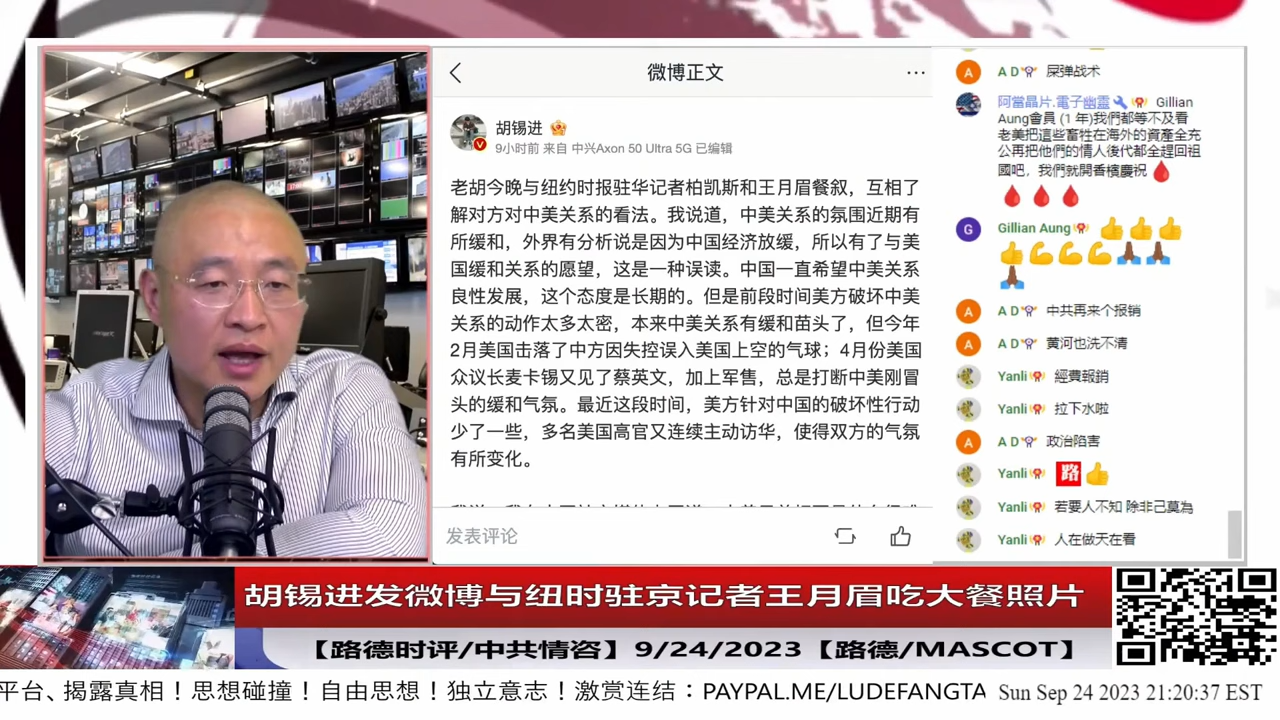 微博正文
胡锡进
9小时前 来自 中兴Axon 50 Ultra 5G 已编辑
老胡今晚与纽约时报驻华记者柏凯斯和王月眉餐叙，互相了
解对方对中美关系的看法。我说道，中美关系的氛围近期有
所缓和，外界有分析说是因为中国经济放缓，所以有了与美
国缓和关系的愿望，这是一种误读。中国一直希望中美关系
良性发展，这个态度是长期的。但是前段时间美方破坏中美
关系的动作太多太密，本来中美关系有缓和苗头了，但今年
2月美国击落了中方因失控误入美国上空的气球；4月份美国
众议长麦卡锡又见了蔡英文，加上军售，总是打断中美刚冒
头的缓和气氛。最近这段时间，美方针对中国的破坏性行动
少了一些，多名美国高官又连续主动访华，使得双方的气氛
有所变化。
发表评论
A D 屎弹战术
阿當晶片.電子幽靈 Gillian
Aung會員 (1 年)我們都等不及看
老美把這些畜牲在海外的資產全充
公再把他們的情人後代都全趕回祖
國吧，我們就開香檳慶祝🩸
🩸🩸🩸
G Gillian Aung 👍👍👍
👍💪💪💪🙏🏾🙏🏾
🙏🏾
A A D 中共再来个报销
A A D 黄河也洗不清
Yanli 經費報銷
Yanli 拉下水啦
A A D 政治陷害
Yanli 路👍
Yanli 若要人不知 除非己莫為
Yanli 人在做天在看
胡锡进发微博与纽时驻京记者王月眉吃大餐照片
【路德时评/中共情咨】9/24/2023【路德/MASCOT】
平台、揭露真相！思想碰撞！自由思想！独立意志！激赏连结：PAYPAL.ME/LUDEFANGTA
Sun Sep 24 2023 21:20:37 EST